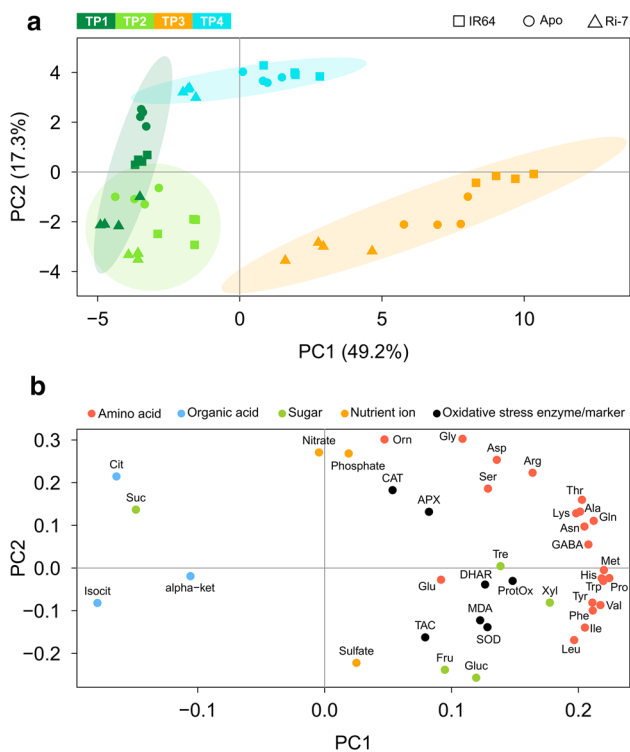 a
TP1 TP2 TP3 TP4
IR64 Apo Ri-7
PC2 (17.3%)
4
2
0
−2
−4
−5 0 5 10
PC1 (49.2%)
b
Amino acid Organic acid Sugar Nutrient ion Oxidative stress enzyme/marker
PC2
0.3
0.2
0.1
0.0
−0.1
−0.2
Nitrate
Phosphate
Orn
Gly
Asp
Arg
Cit
Suc
CAT
Ser
APX
Thr
Lys
Ala
Gln
Asn
GABA
Tre
Met
Isocit
alpha-ket
Glu
DHAR
ProtOx
Xyl
His
Trp
Pro
Tyr
Val
Phe
Ile
Leu
MDA
SOD
TAC
Sulfate
Fru
Gluc
−0.1 0.0 0.1 0.2
PC1